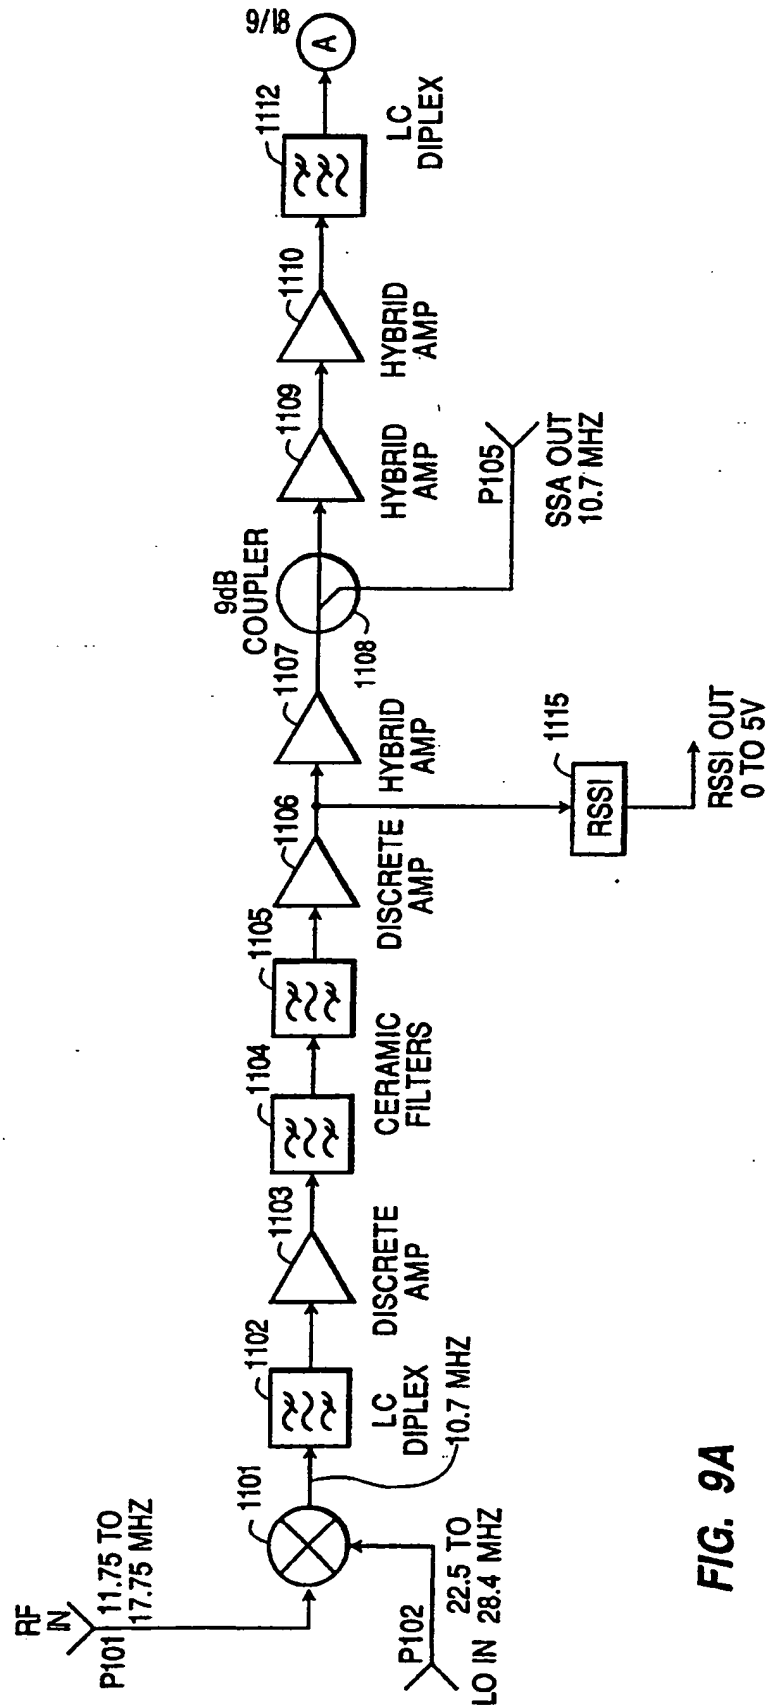 9/18
RF
IN
P101
11.75 TO
17.75 MHZ
1101
P102
22.5 TO
LO IN 28.4 MHZ
10.7 MHZ
1102
LC
DIPLEX
1103
DISCRETE
AMP
1104
1105
CERAMIC
FILTERS
1106
DISCRETE
AMP
1107
HYBRID
AMP
1115
RSSI
RSSI OUT
0 TO 5V
9dB
COUPLER
1108
P105
SSA OUT
10.7 MHZ
1109
HYBRID
AMP
1110
HYBRID
AMP
1112
LC
DIPLEX
A
FIG. 9A